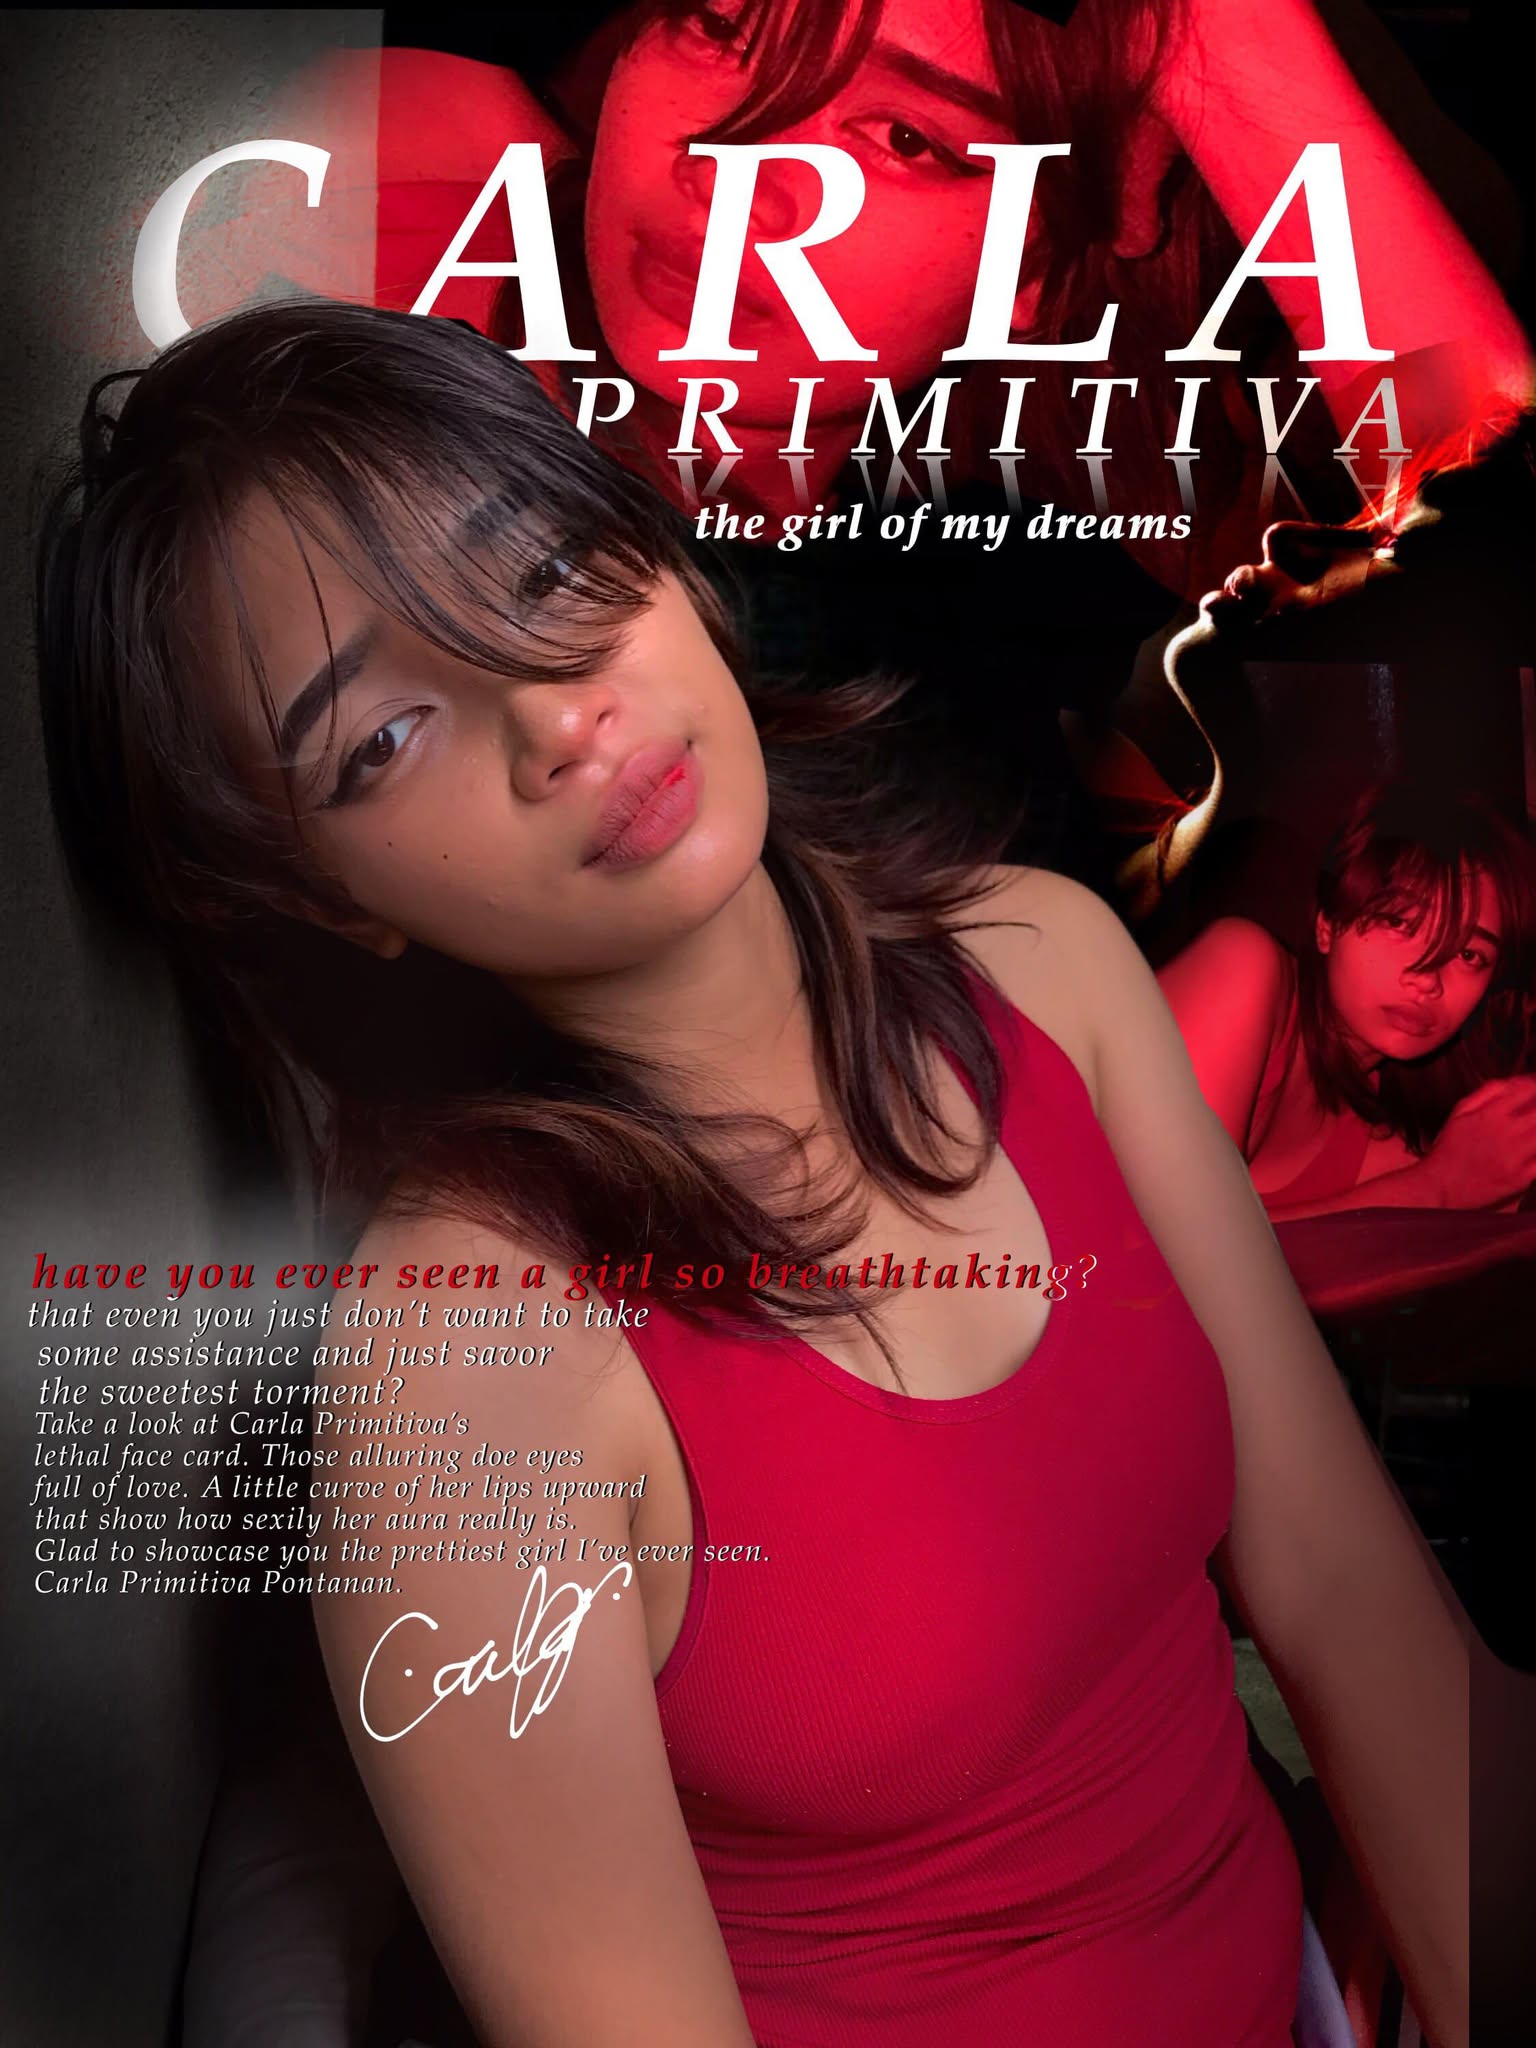 CARLA
PRIMITIVA
the girl of my dreams
have you ever seen a girl so breathtaking?
that even you just don't want to take
some assistance and just savor
the sweetest torment?
Take a look at Carla Primitiva's
lethal face card. Those alluring doe eyes
full of love. A little curve of her lips upward
that show how sexily her aura really is.
Glad to showcase you the prettiest girl I've ever seen.
Carla Primitiva Pontanan.